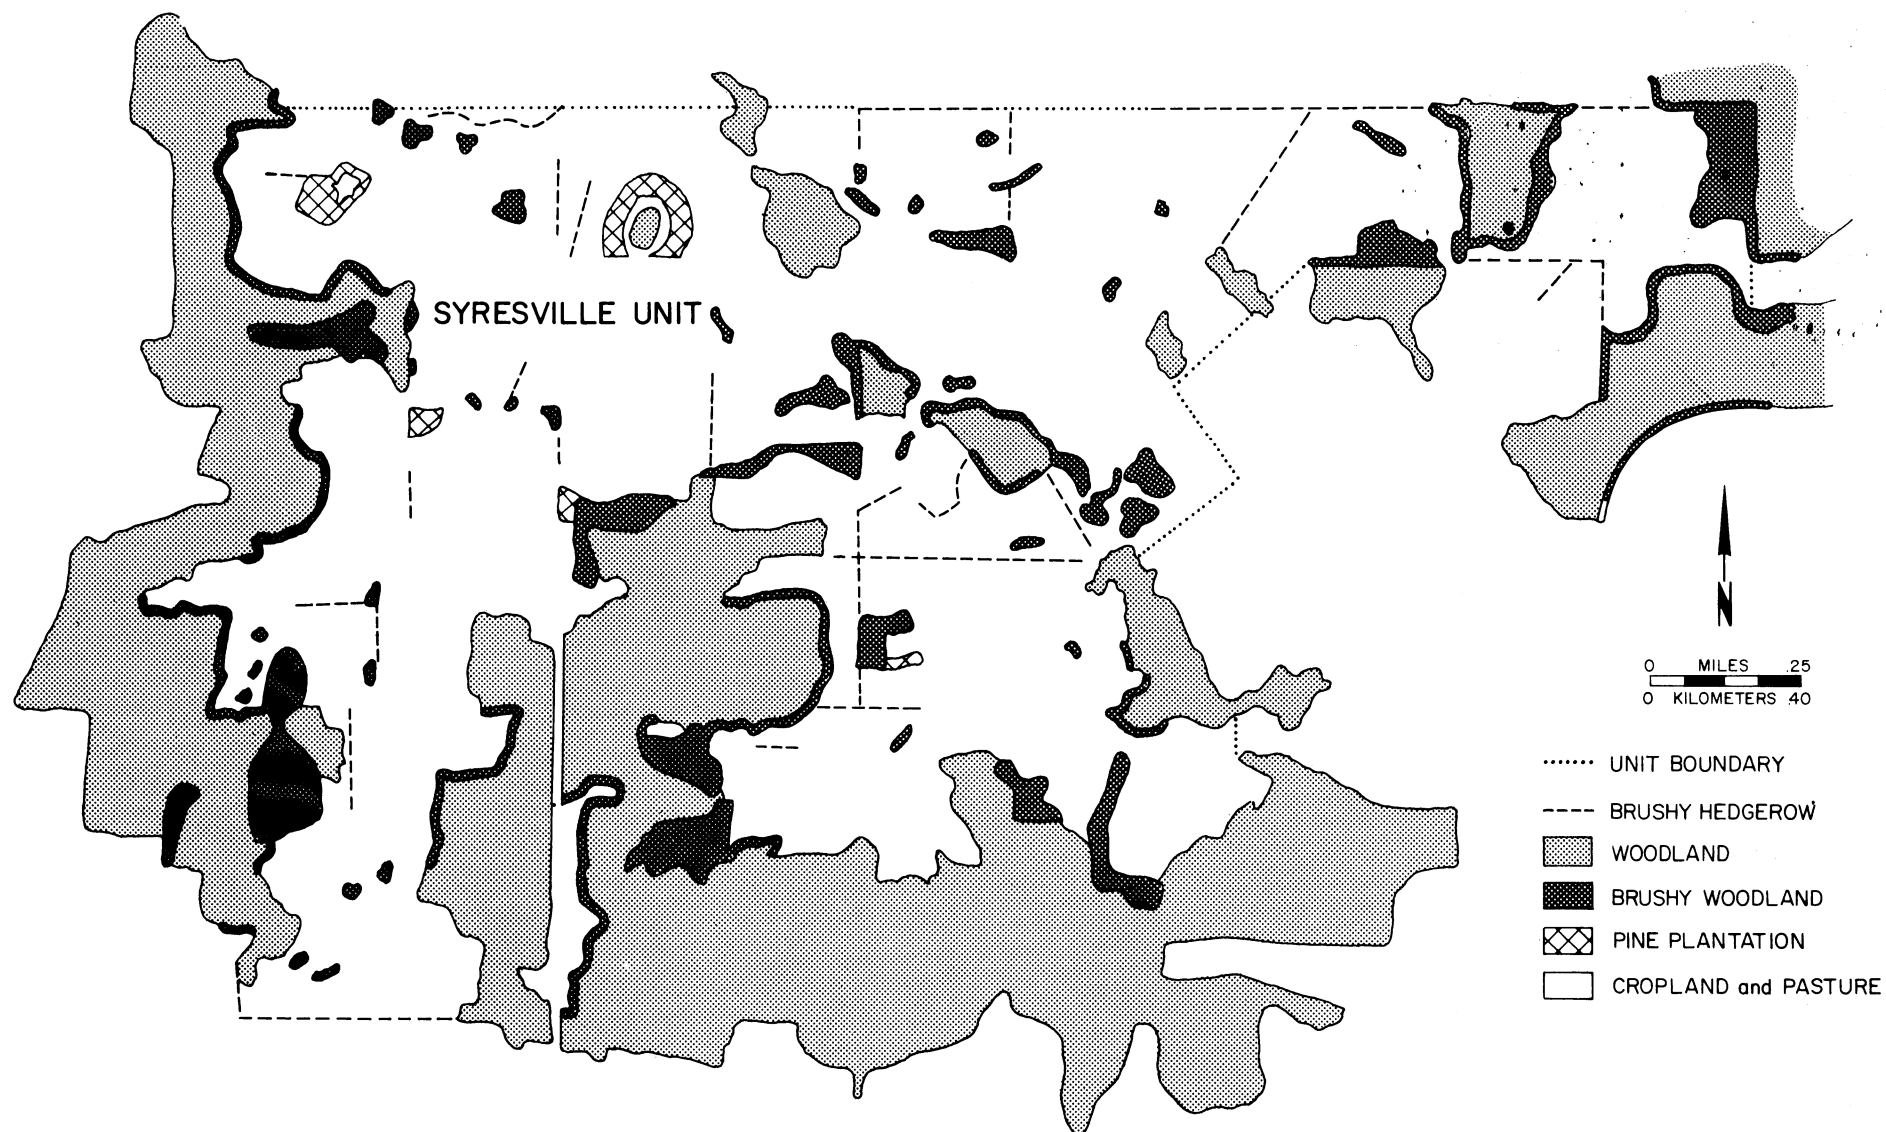 SYRESVILLE UNIT
N
0 MILES .25
0 KILOMETERS .40
UNIT BOUNDARY
BRUSHY HEDGEROW
WOODLAND
BRUSHY WOODLAND
PINE PLANTATION
CROPLAND and PASTURE